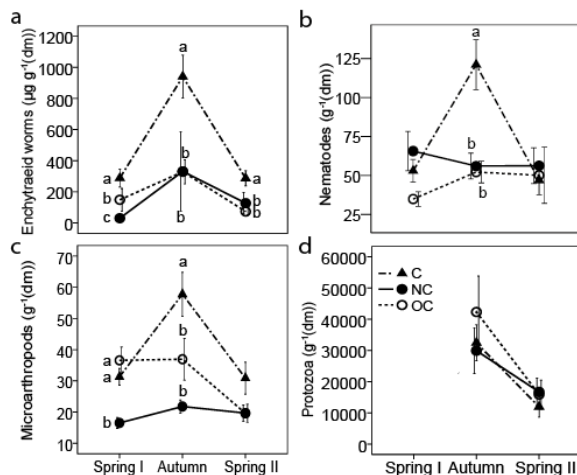 a
Enchytraeid worms (µg g⁻¹(dm))
1200
1000
800
600
400
200
0
a
b
c
a
b
b
a
b
b
b
Nematodes (g⁻¹(dm))
125
100
75
50
25
a
b
b
c
Microarthropods (g⁻¹(dm))
70
60
50
40
30
20
10
a
a
b
a
b
b
Spring I
Autumn
Spring II
d
Protozoa (g⁻¹(dm))
60000
50000
40000
30000
20000
10000
0
C
NC
OC
Spring I
Autumn
Spring II